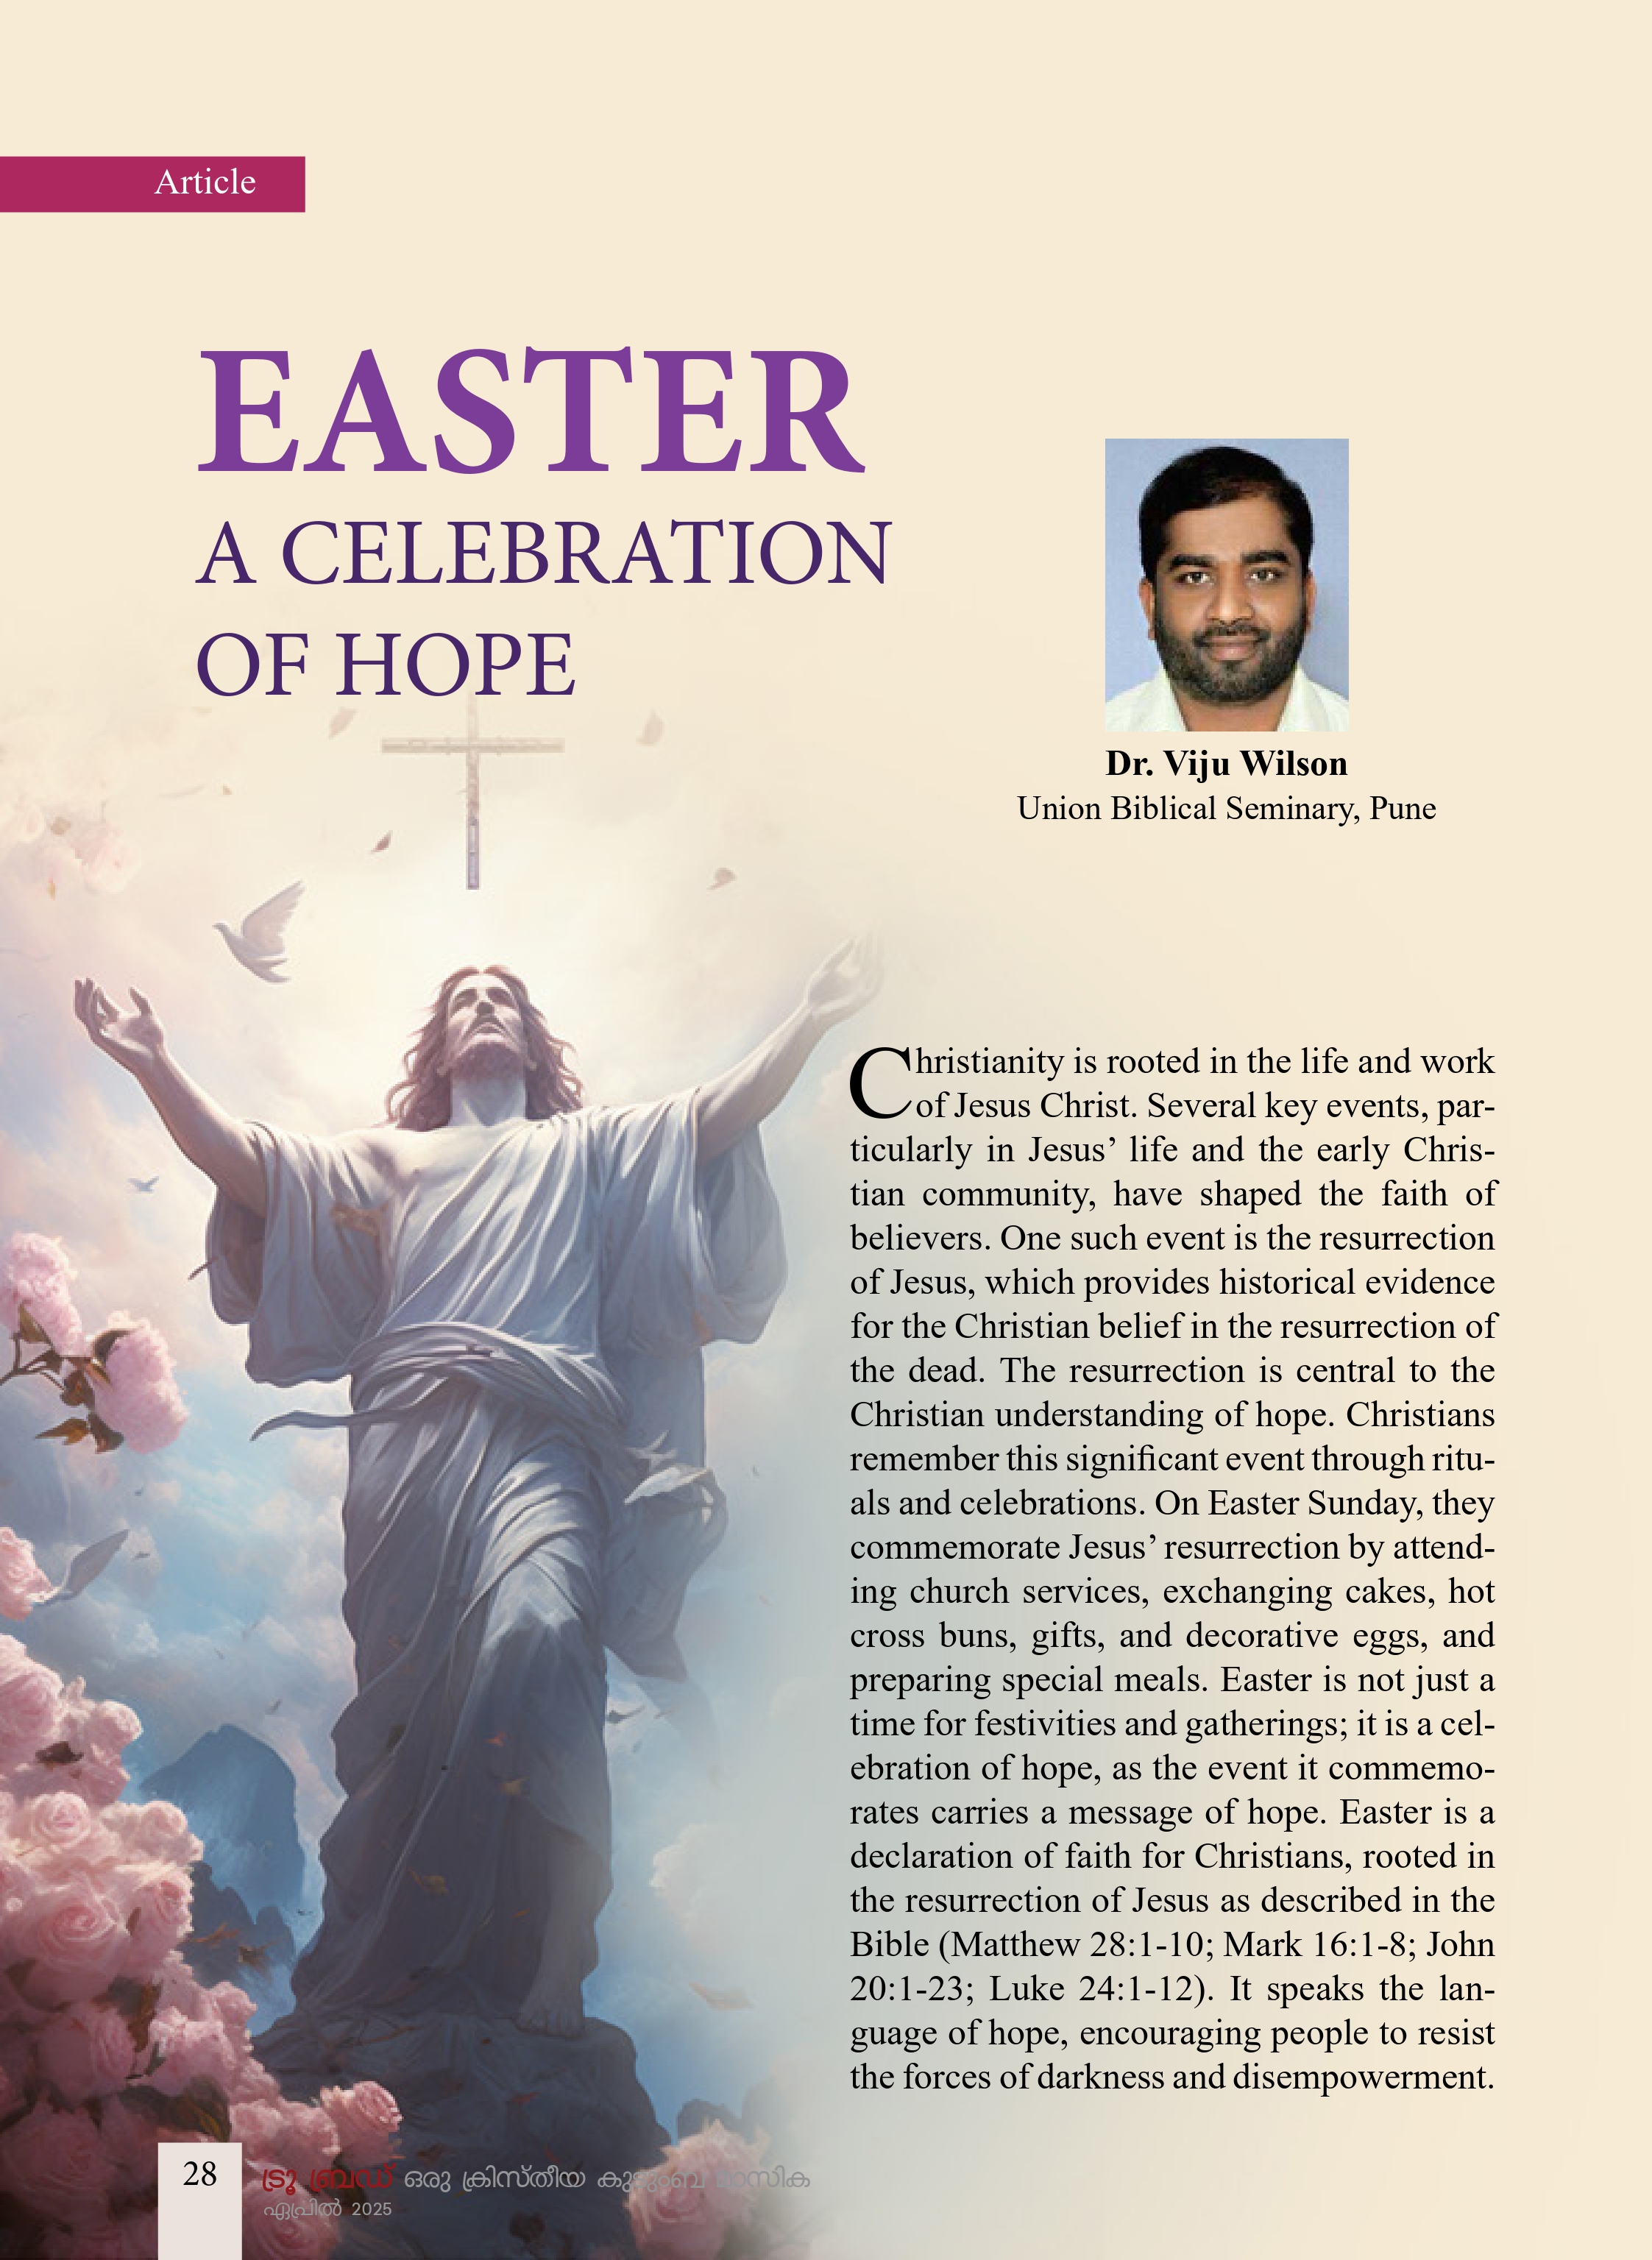 Article
EASTER
A CELEBRATION
OF HOPE
Dr. Viju Wilson
Union Biblical Seminary, Pune
Christianity is rooted in the life and work
of Jesus Christ. Several key events, par-
ticularly in Jesus’ life and the early Chris-
tian community, have shaped the faith of
believers. One such event is the resurrection
of Jesus, which provides historical evidence
for the Christian belief in the resurrection of
the dead. The resurrection is central to the
Christian understanding of hope. Christians
remember this significant event through ritu-
als and celebrations. On Easter Sunday, they
commemorate Jesus’ resurrection by attend-
ing church services, exchanging cakes, hot
cross buns, gifts, and decorative eggs, and
preparing special meals. Easter is not just a
time for festivities and gatherings; it is a cel-
ebration of hope, as the event it commemo-
rates carries a message of hope. Easter is a
declaration of faith for Christians, rooted in
the resurrection of Jesus as described in the
Bible (Matthew 28:1-10; Mark 16:1-8; John
20:1-23; Luke 24:1-12). It speaks the lan-
guage of hope, encouraging people to resist
the forces of darkness and disempowerment.
28
ട്രൂ ബ്രഡ് ഒരു ക്രിസ്തീയ കുടുംബ മാസിക
ഏപ്രിൽ 2025